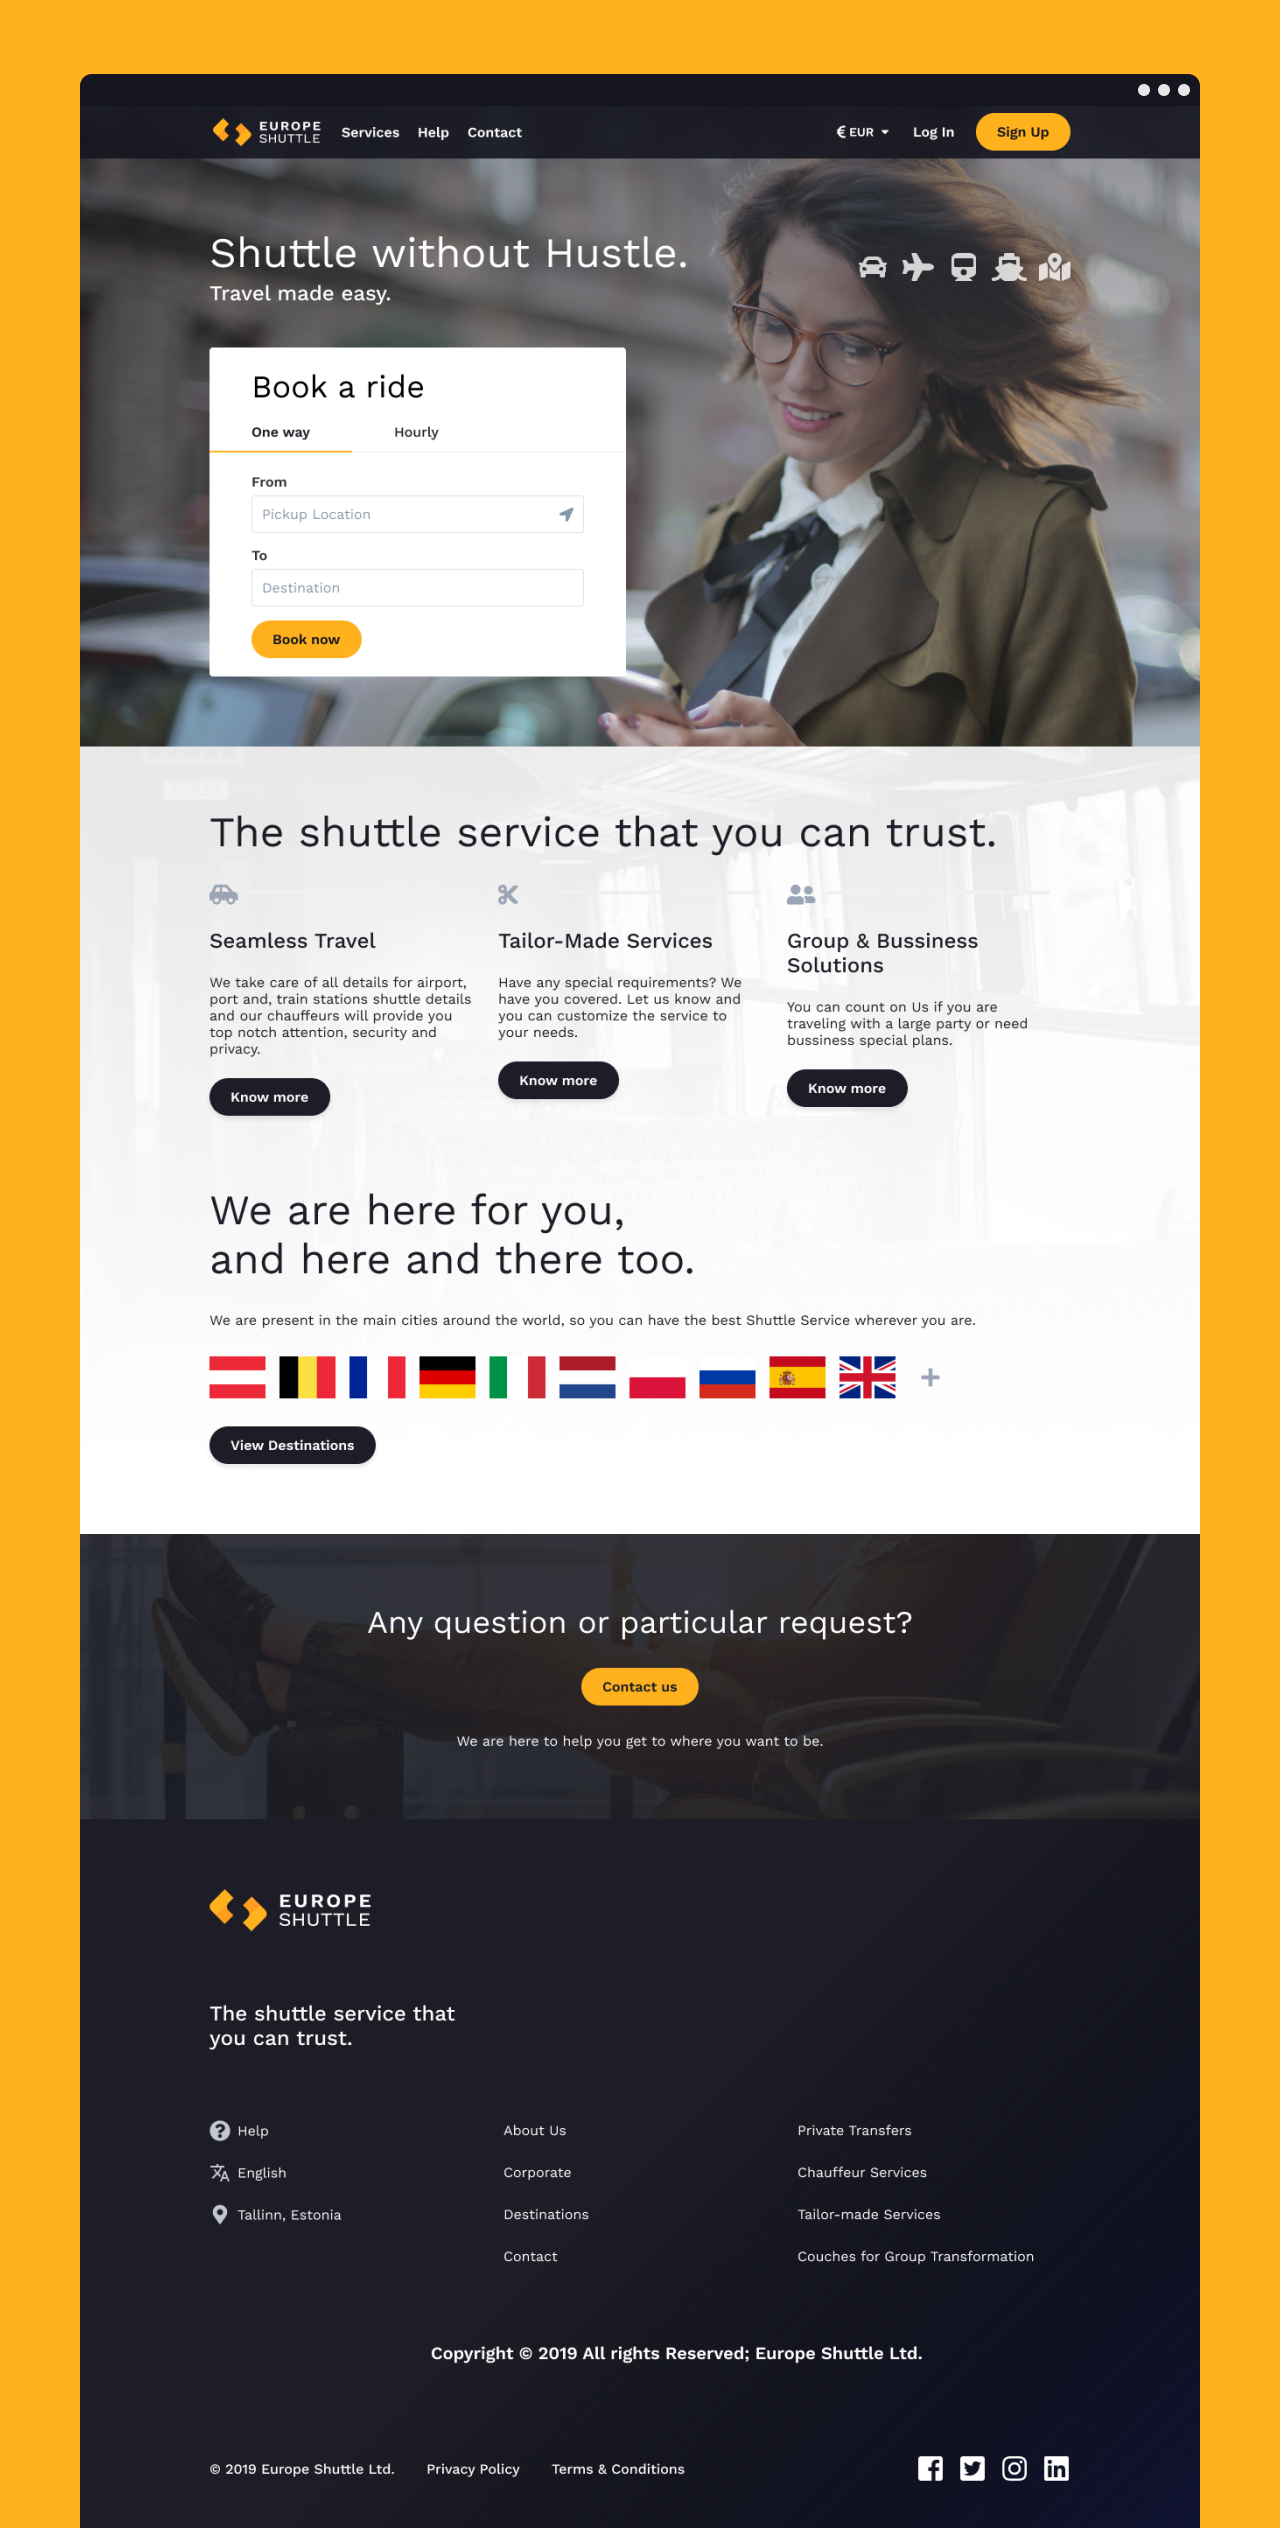 EUROPE
SHUTTLE
Services Help Contact
€ EUR Log In Sign Up
Shuttle without Hustle.
Travel made easy.
Book a ride
One way Hourly
From
Pickup Location
To
Destination
Book now
The shuttle service that you can trust.
Seamless Travel
We take care of all details for airport,
port and, train stations shuttle details
and our chauffeurs will provide you
top notch attention, security and
privacy.
Know more
Tailor-Made Services
Have any special requirements? We
have you covered. Let us know and
you can customize the service to
your needs.
Know more
Group & Bussiness
Solutions
You can count on Us if you are
traveling with a large party or need
bussiness special plans.
Know more
We are here for you,
and here and there too.
We are present in the main cities around the world, so you can have the best Shuttle Service wherever you are.
View Destinations
Any question or particular request?
Contact us
We are here to help you get to where you want to be.
EUROPE
SHUTTLE
The shuttle service that
you can trust.
Help
English
Tallinn, Estonia
About Us
Corporate
Destinations
Contact
Private Transfers
Chauffeur Services
Tailor-made Services
Couches for Group Transformation
Copyright © 2019 All rights Reserved; Europe Shuttle Ltd.
© 2019 Europe Shuttle Ltd. Privacy Policy Terms & Conditions